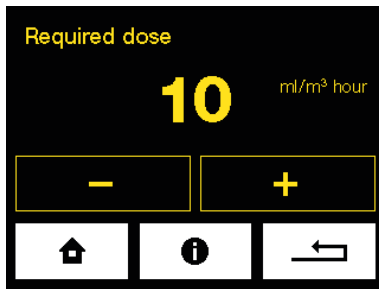 Required dose
10 ml/m³ hour
− +